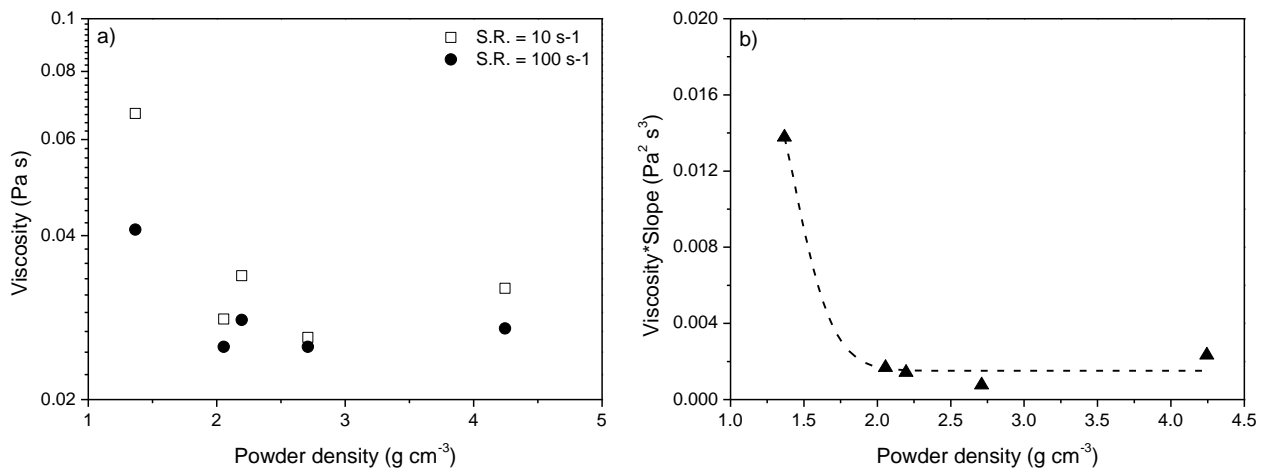 a)
S.R. = 10 s-1
S.R. = 100 s-1
0.1
0.08
0.06
0.04
0.02
Viscosity (Pa s)
1 2 3 4 5
Powder density (g cm⁻³)
b)
0.020
0.016
0.012
0.008
0.004
0.000
Viscosity*Slope (Pa² s³)
1.0 1.5 2.0 2.5 3.0 3.5 4.0 4.5
Powder density (g cm⁻³)